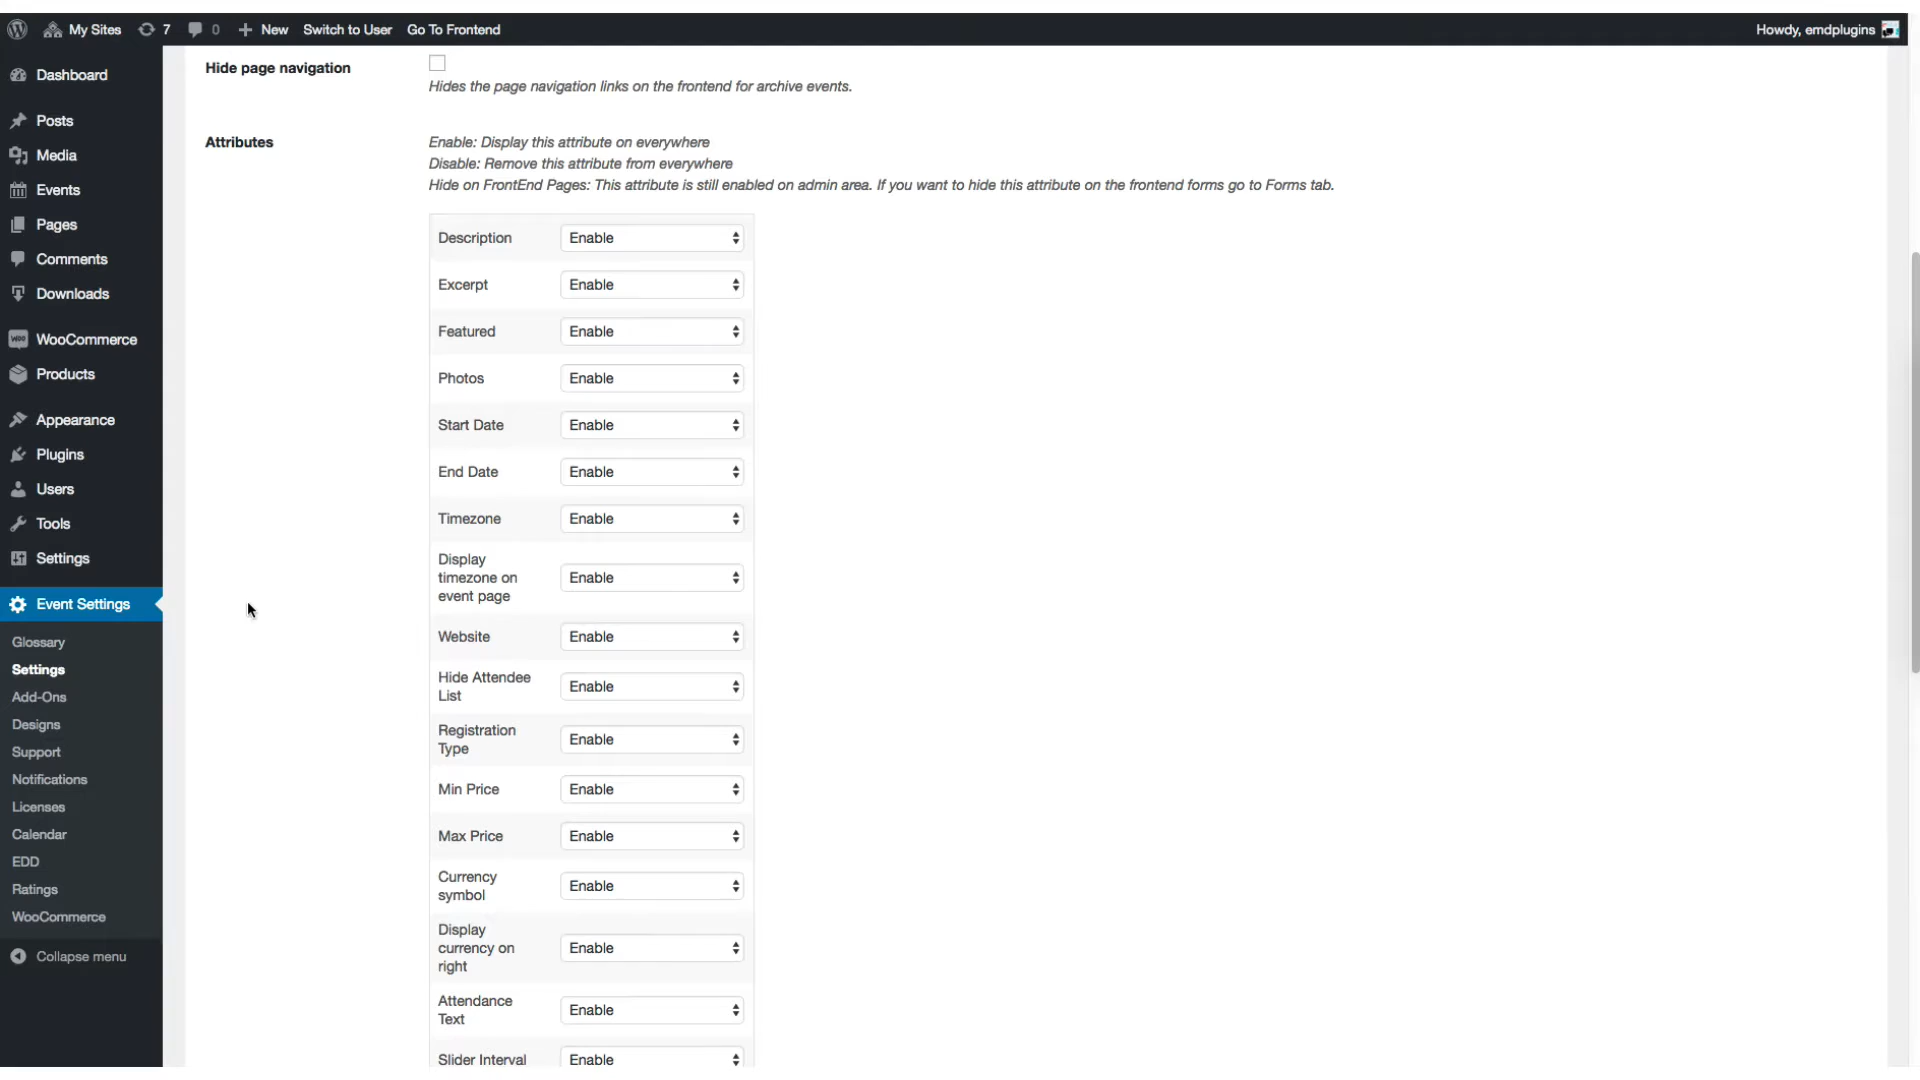 My Sites 7 0 New Switch to User Go To Frontend Howdy, emdplugins
Dashboard
Posts
Media
Events
Pages
Comments
Downloads
WooCommerce
Products
Appearance
Plugins
Users
Tools
Settings
Event Settings
Glossary
Settings
Add-Ons
Designs
Support
Notifications
Licenses
Calendar
EDD
Ratings
WooCommerce
Collapse menu
Hide page navigation
Hides the page navigation links on the frontend for archive events.
Attributes
Enable: Display this attribute on everywhere
Disable: Remove this attribute from everywhere
Hide on FrontEnd Pages: This attribute is still enabled on admin area. If you want to hide this attribute on the frontend forms go to Forms tab.
Description Enable
Excerpt Enable
Featured Enable
Photos Enable
Start Date Enable
End Date Enable
Timezone Enable
Display
timezone on Enable
event page
Website Enable
Hide Attendee
List Enable
Registration
Type Enable
Min Price Enable
Max Price Enable
Currency
symbol Enable
Display
currency on Enable
right
Attendance
Text Enable
Slider Interval Enable